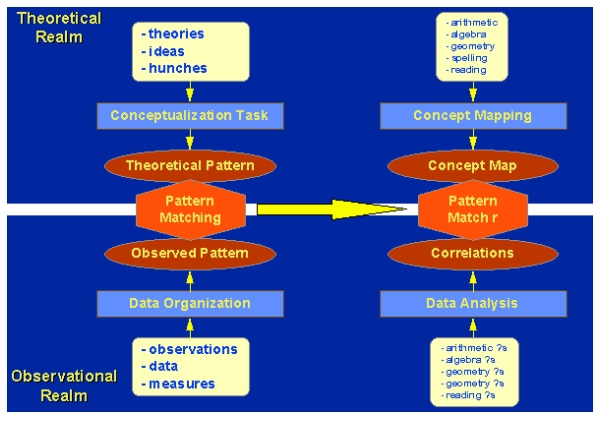 Theoretical
Realm
- theories
- ideas
- hunches
Conceptualization Task
Theoretical Pattern
Pattern
Matching
Observed Pattern
Data Organization
- observations
- data
- measures
Observational
Realm
- arithmetic
- algebra
- geometry
- spelling
- reading
Concept Mapping
Concept Map
Pattern
Match r
Correlations
Data Analysis
- arithmetic ?s
- algebra ?s
- geometry ?s
- geometry ?s
- reading ?s